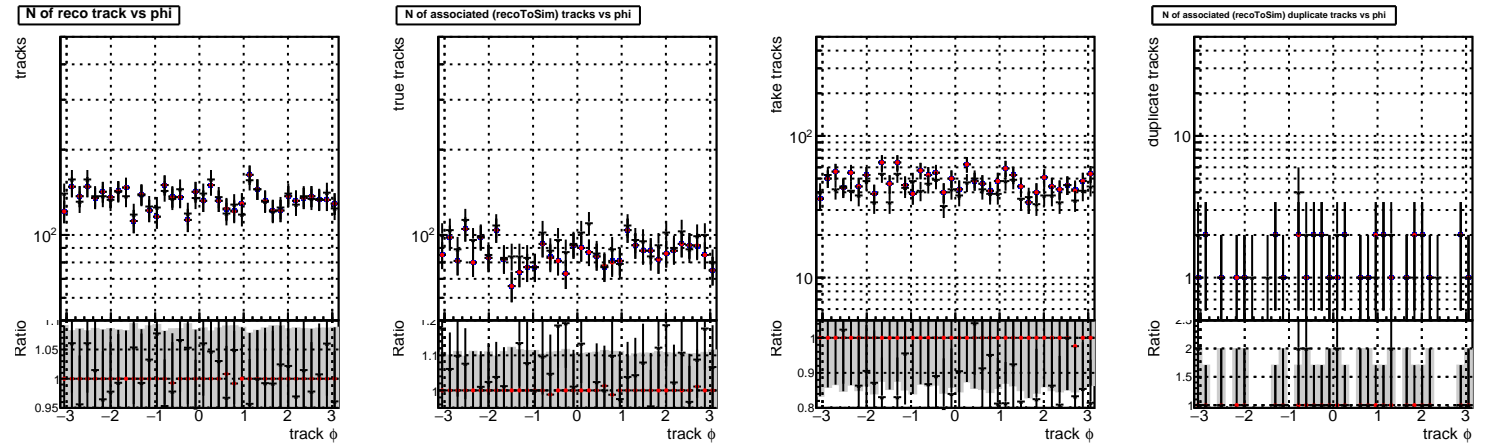 N of reco track vs phi
tracks
10²
Ratio
1.1
1.05
1
0.95
−3 −2 −1 0 1 2 3
track ϕ
N of associated (recoToSim) tracks vs phi
true tracks
10²
Ratio
1.2
1.1
1
−3 −2 −1 0 1 2 3
track ϕ
fake tracks
10²
10
Ratio
1
0.9
0.8
−3 −2 −1 0 1 2 3
track ϕ
N of associated (recoToSim) duplicate tracks vs phi
duplicate tracks
10
1
Ratio
2.5
2
1.5
1
−3 −2 −1 0 1 2 3
track ϕ